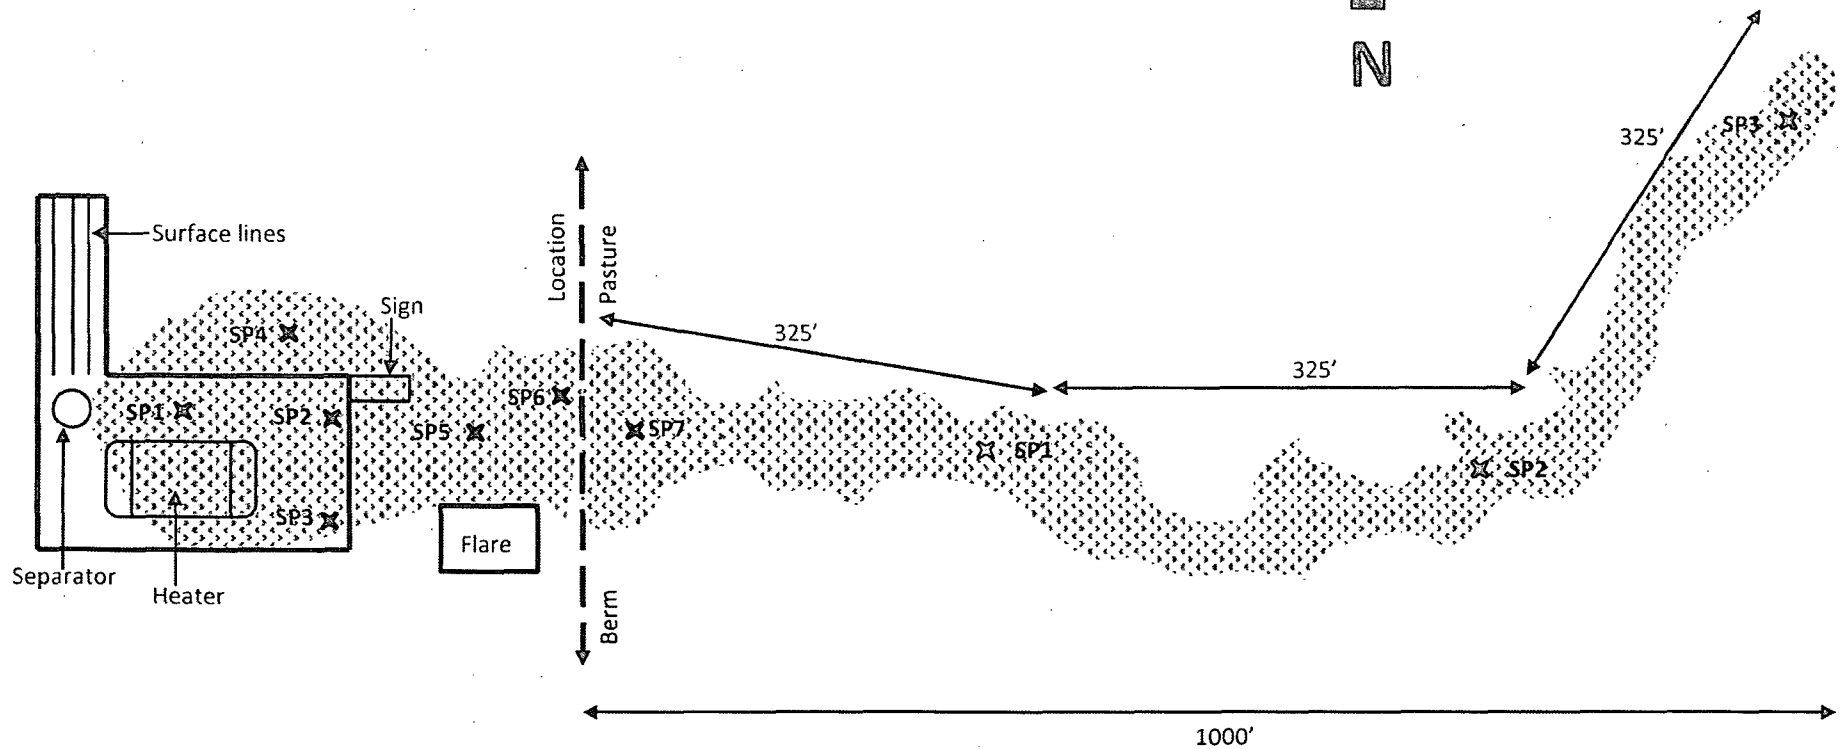 N
325'
SP3
Surface lines
Location
Pasture
Sign
SP4
325'
325'
SP6
SP1
SP2
SP5
SP7
SP1
SP2
SP3
Flare
Separator
Heater
Berm
1000'